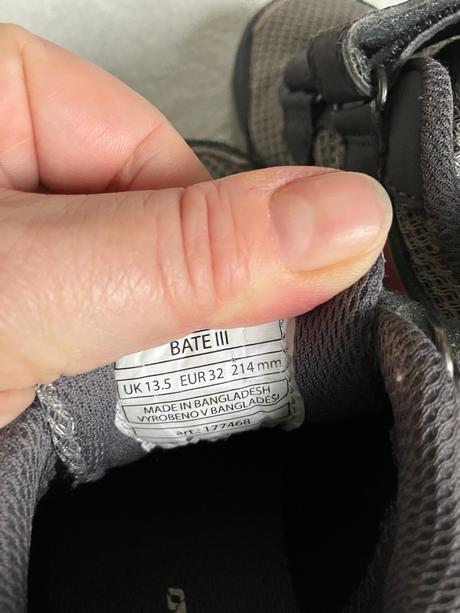 BATE III
UK 13.5 EUR 32 214 mm
MADE IN BANGLADESH
VYROBENO V BANGLADÉŠI
art.: 177468